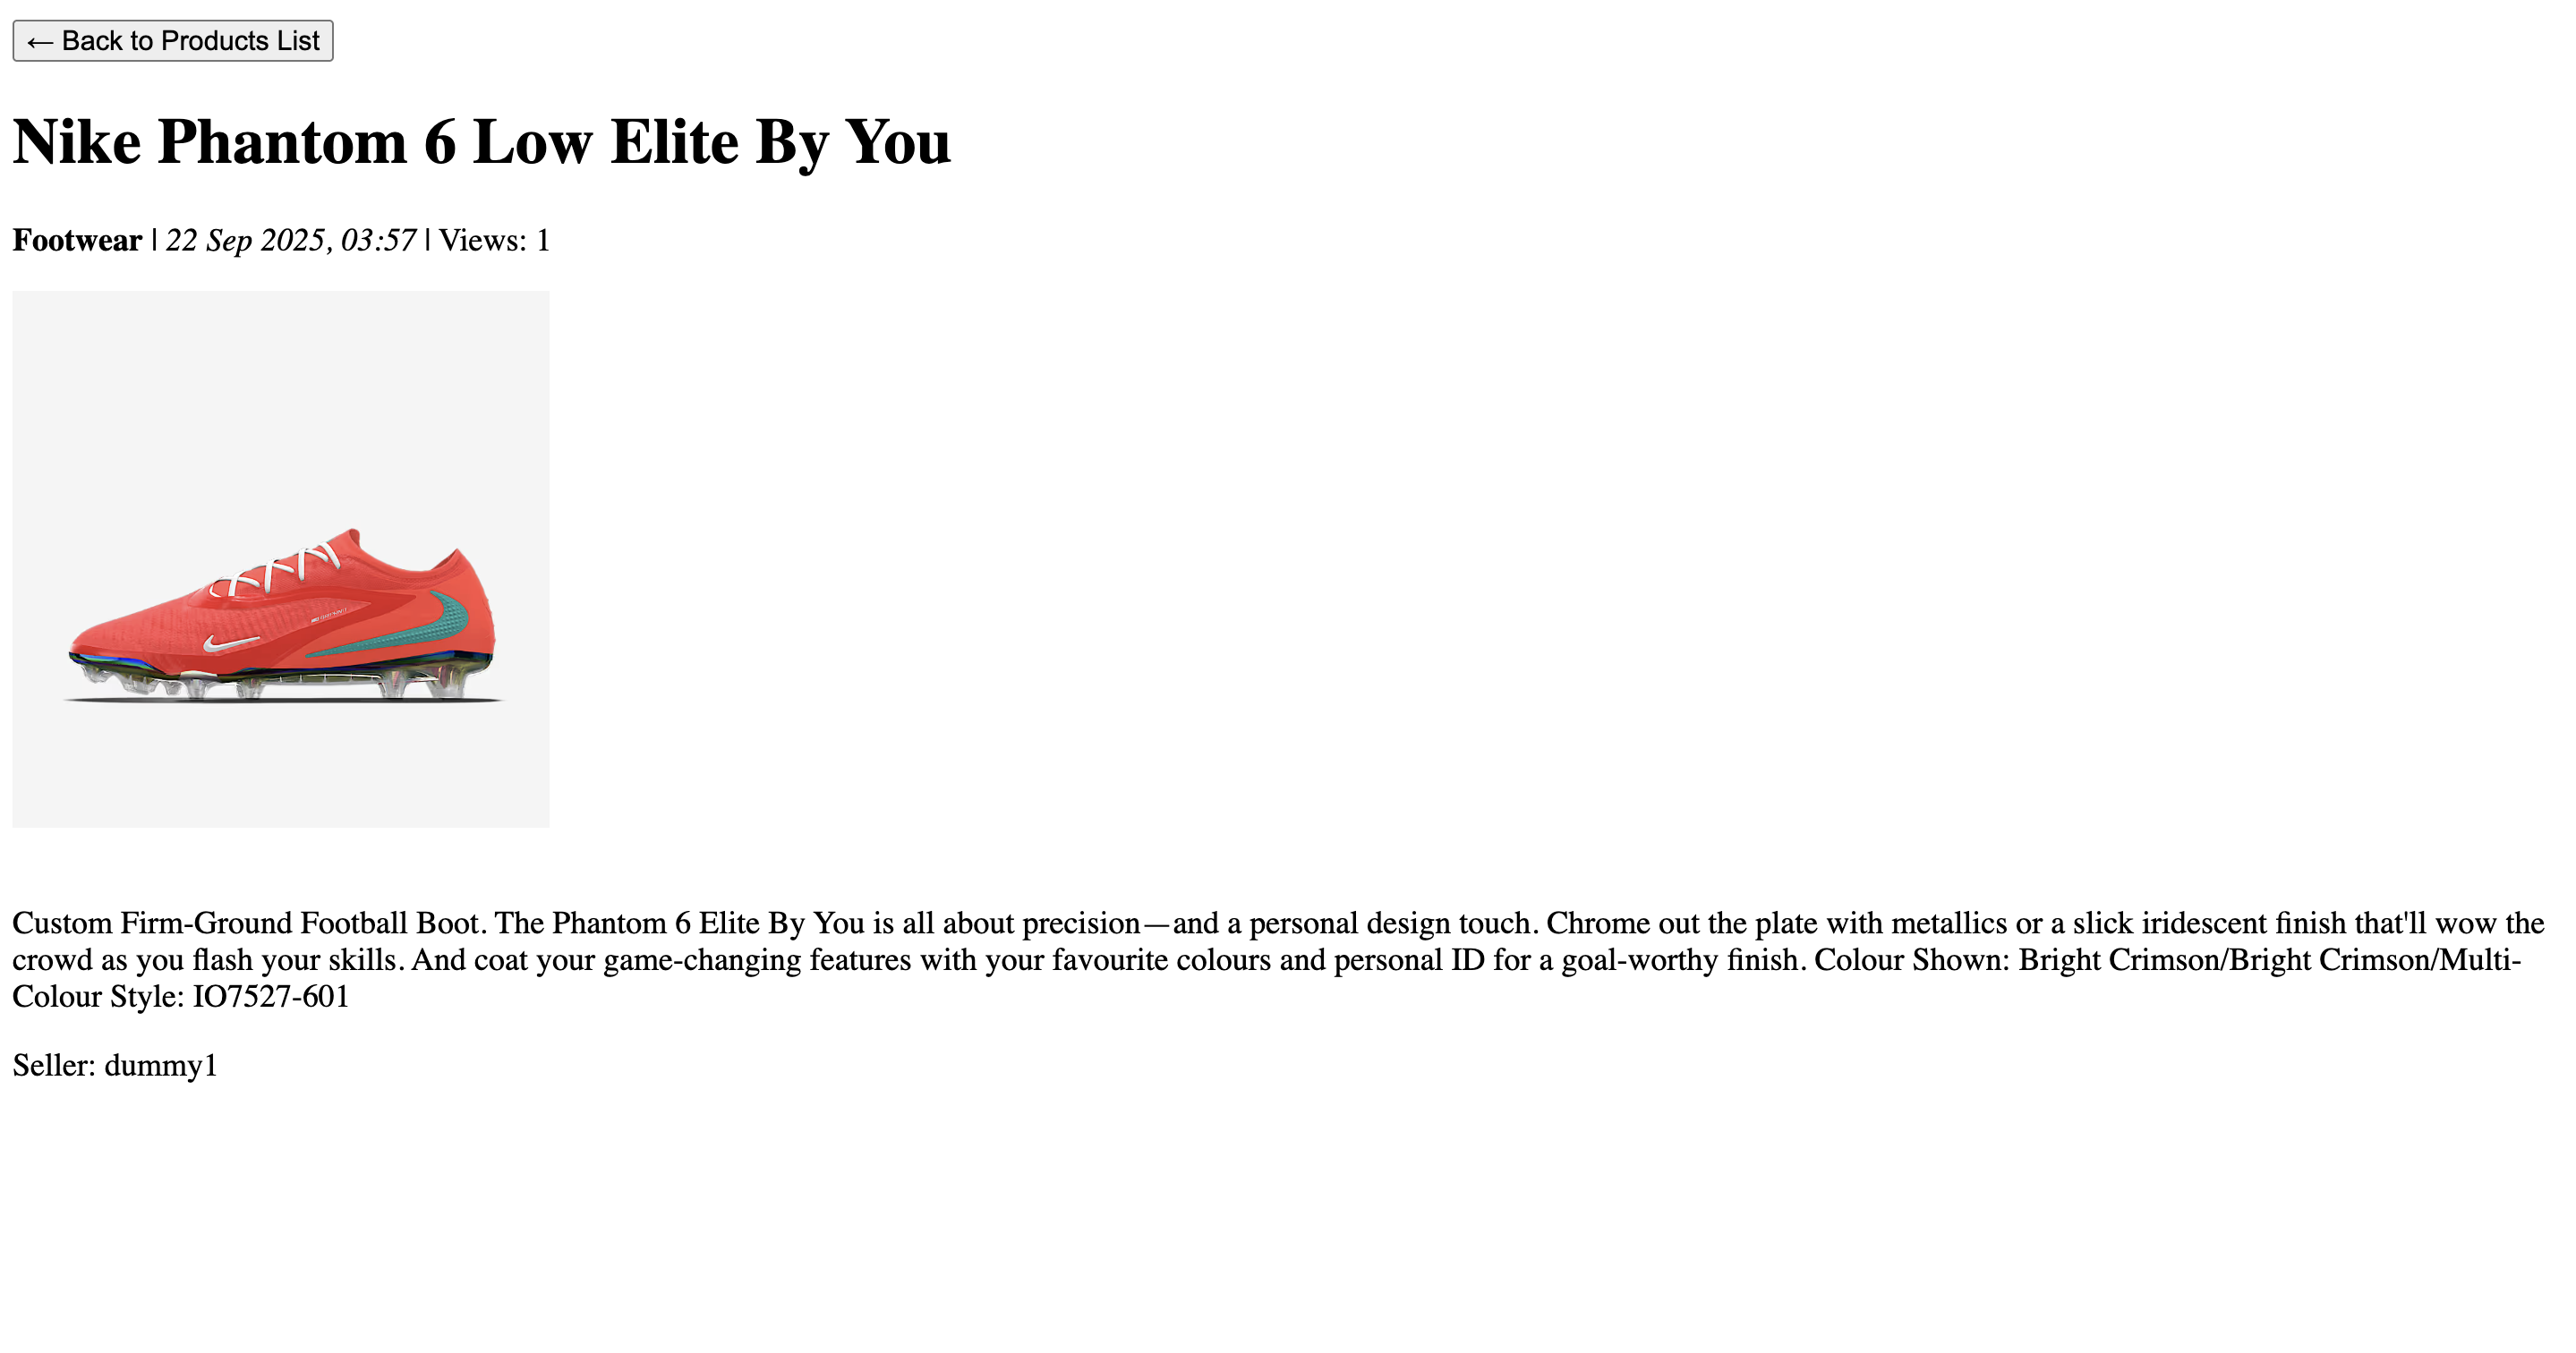 ← Back to Products List
Nike Phantom 6 Low Elite By You
Footwear | 22 Sep 2025, 03:57 | Views: 1
Custom Firm-Ground Football Boot. The Phantom 6 Elite By You is all about precision—and a personal design touch. Chrome out the plate with metallics or a slick iridescent finish that'll wow the
crowd as you flash your skills. And coat your game-changing features with your favourite colours and personal ID for a goal-worthy finish. Colour Shown: Bright Crimson/Bright Crimson/Multi-
Colour Style: IO7527-601
Seller: dummy1